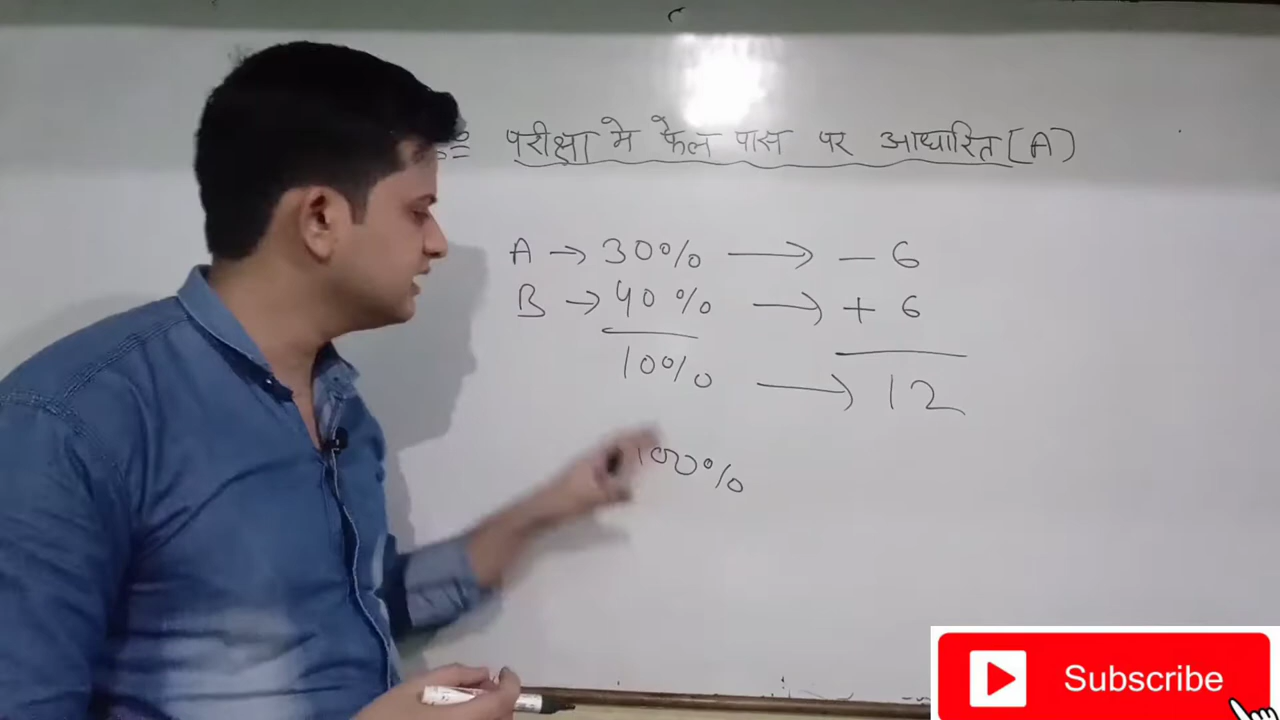 परीक्षा मे फेल पास पर आधारित (A)
A → 30% → - 6
B → 40% → + 6
10% → 12
100%
Subscribe